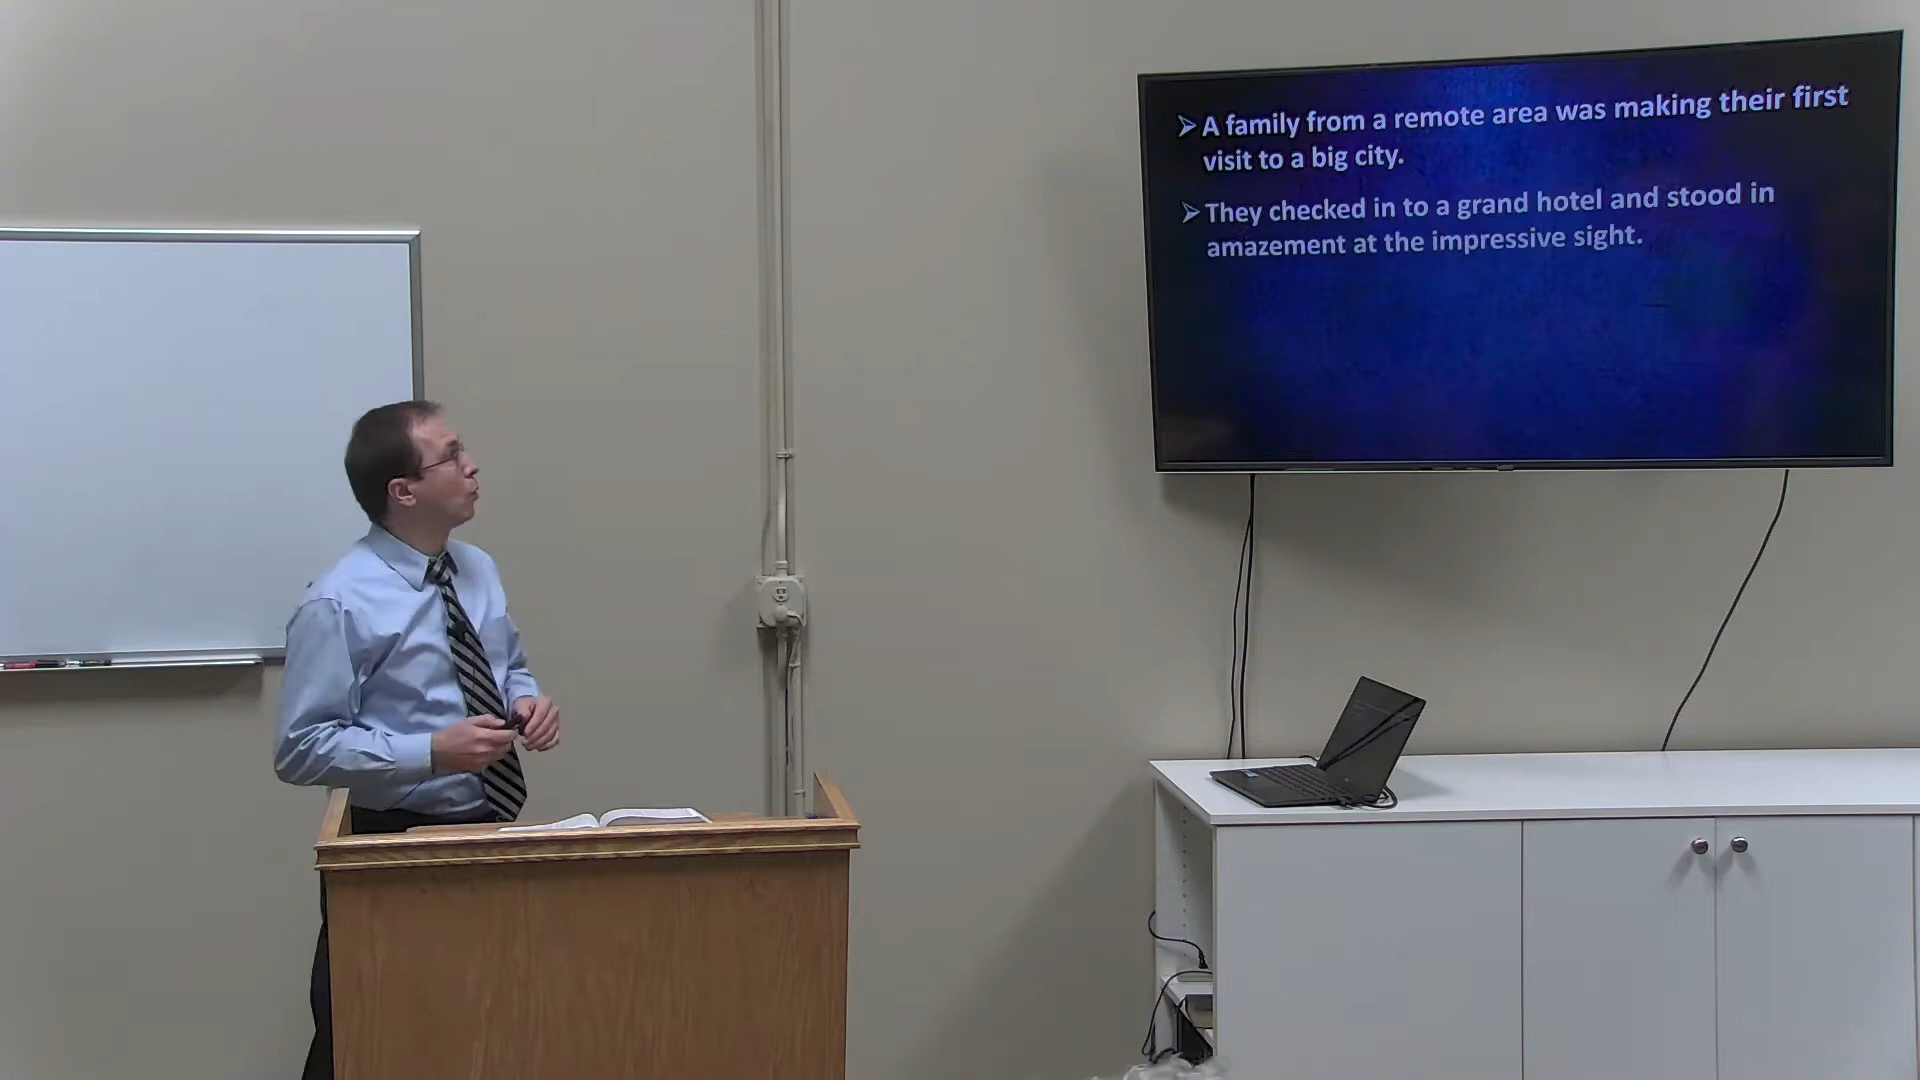 ➢ A family from a remote area was making their first
visit to a big city.
➢ They checked in to a grand hotel and stood in
amazement at the impressive sight.